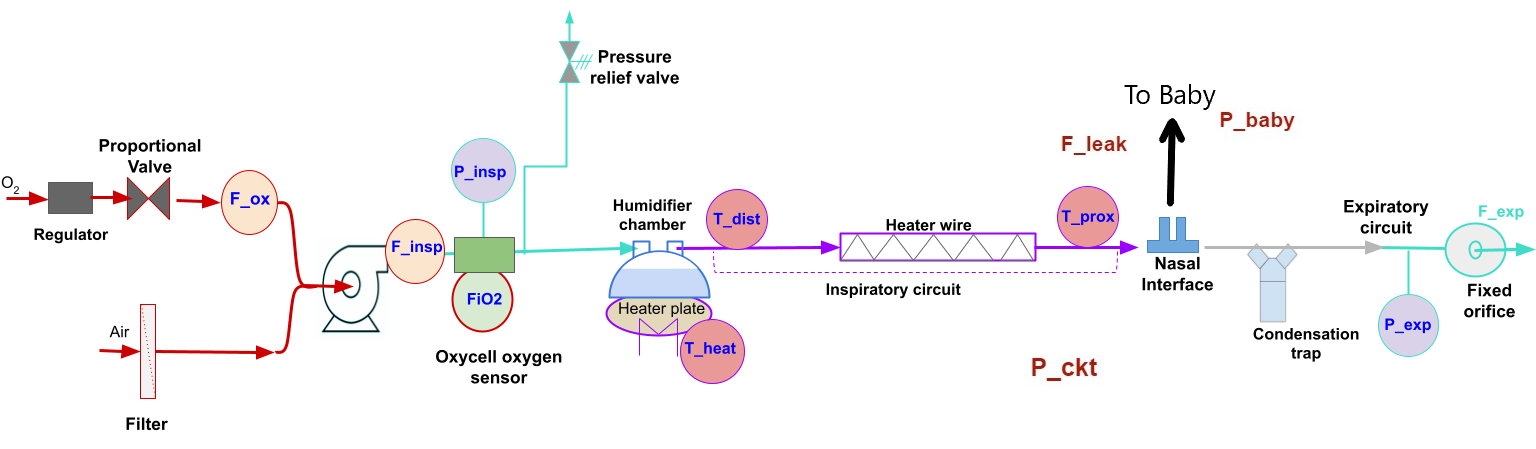 Pressure
relief valve
To Baby
P_baby
F_leak
Proportional
Valve
O2
F_ox
Regulator
P_insp
F_insp
FiO2
Oxycell oxygen
sensor
Air
Filter
Humidifier
chamber
T_dist
Heater plate
T_heat
Heater wire
Inspiratory circuit
T_prox
Nasal
Interface
P_ckt
Condensation
trap
Expiratory
circuit
P_exp
F_exp
Fixed
orifice